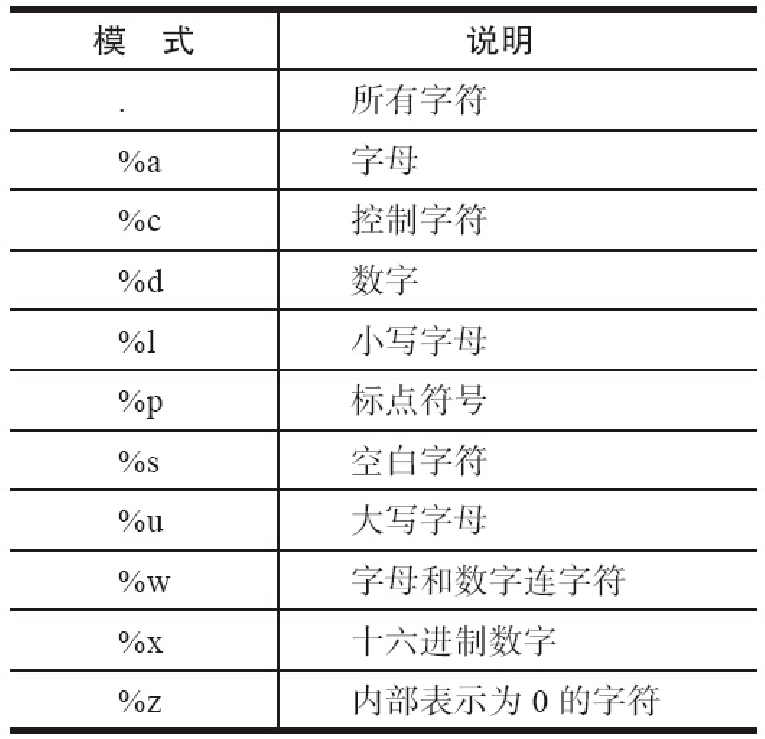 模 式 说明
. 所有字符
%a 字母
%c 控制字符
%d 数字
%l 小写字母
%p 标点符号
%s 空白字符
%u 大写字母
%w 字母和数字连字符
%x 十六进制数字
%z 内部表示为 0 的字符